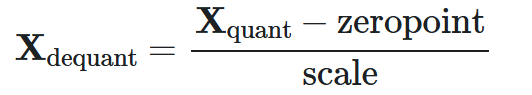 X_dequant = (X_quant − zeropoint) / scale